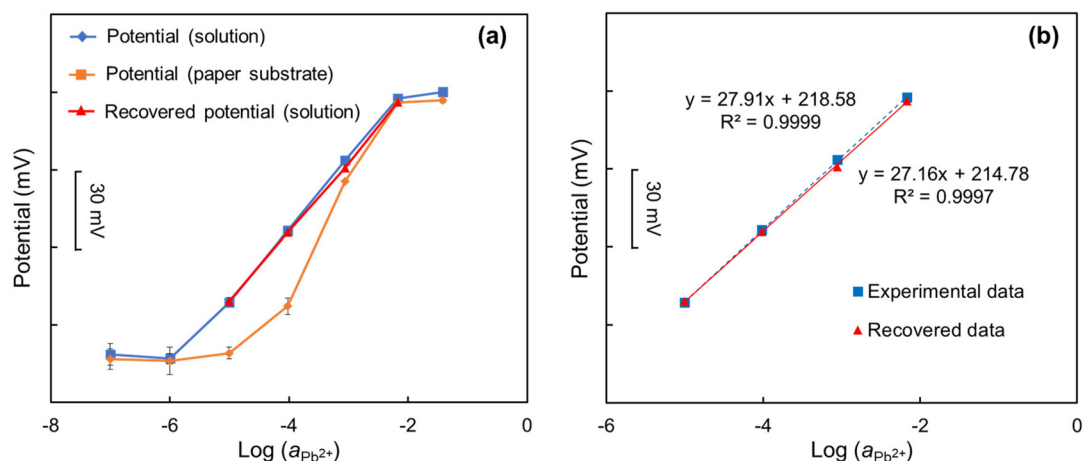 (a)
Potential (solution)
Potential (paper substrate)
Recovered potential (solution)
Potential (mV)
30 mV
-8
-6
-4
-2
0
Log (aPb2+)
(b)
y = 27.91x + 218.58
R² = 0.9999
y = 27.16x + 214.78
R² = 0.9997
Potential (mV)
30 mV
Experimental data
Recovered data
-6
-4
-2
0
Log (aPb2+)